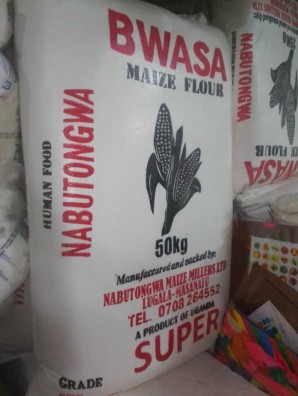 BWASA
MAIZE FLOUR
HUMAN FOOD
NABUTONGWA
50kg
Manufactured and packed by:
NABUTONGWA MAIZE MILLERS LTD
LUGALA-MASANAFU
TEL. 0708 264552
A PRODUCT OF UGANDA
SUPER
GRADE
NABUTONGWA
MAIZE FLOUR